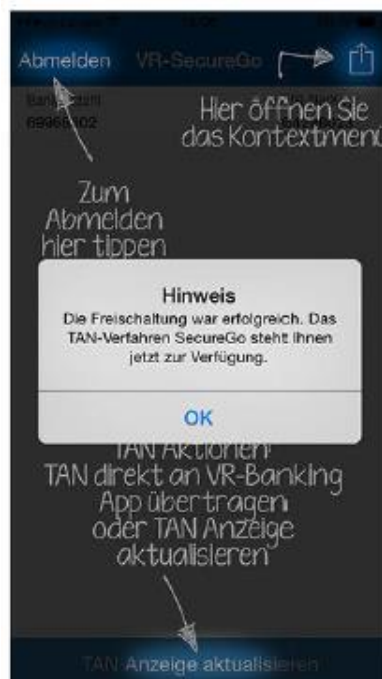 Abmelden VR-SecureGo
Hier öffnen Sie
das Kontextmenü
Zum
Abmelden
hier tippen
Hinweis
Die Freischaltung war erfolgreich. Das
TAN-Verfahren SecureGo steht Ihnen
jetzt zur Verfügung.
OK
TAN Aktionen:
TAN direkt an VR-Banking
App übertragen
oder TAN Anzeige
aktualisieren
TAN-Anzeige aktualisieren